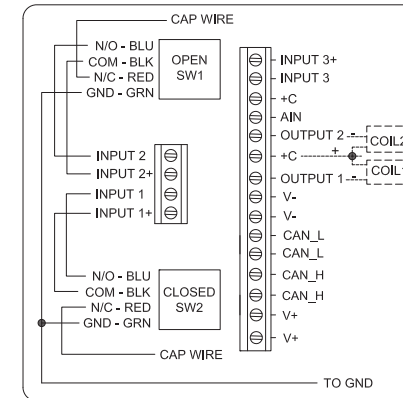 CAP WIRE
N/O - BLU
COM - BLK
N/C - RED
GND - GRN
OPEN
SW1
INPUT 2
INPUT 2+
INPUT 1
INPUT 1+
N/O - BLU
COM - BLK
N/C - RED
GND - GRN
CLOSED
SW2
CAP WIRE
INPUT 3+
INPUT 3
+C
AIN
OUTPUT 2 -
+C +
OUTPUT 1 -
V-
V-
CAN_L
CAN_L
CAN_H
CAN_H
V+
V+
COIL2
COIL1
TO GND